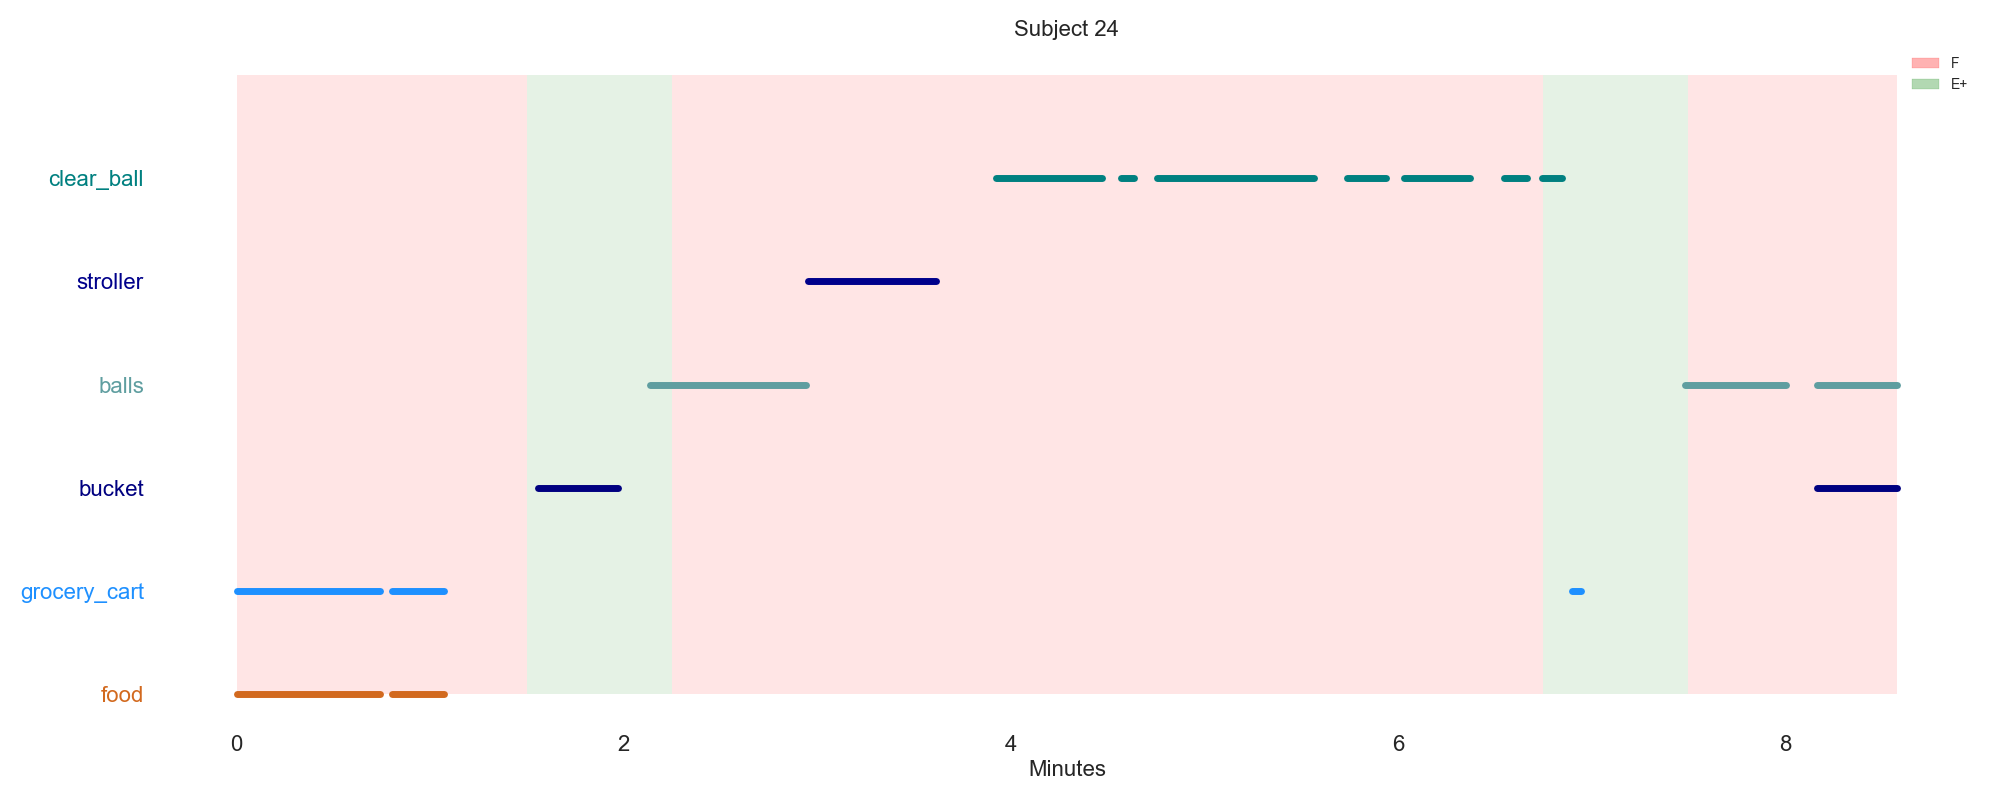 Subject 24
F
E+
clear_ball
stroller
balls
bucket
grocery_cart
food
0 2 4 6 8
Minutes